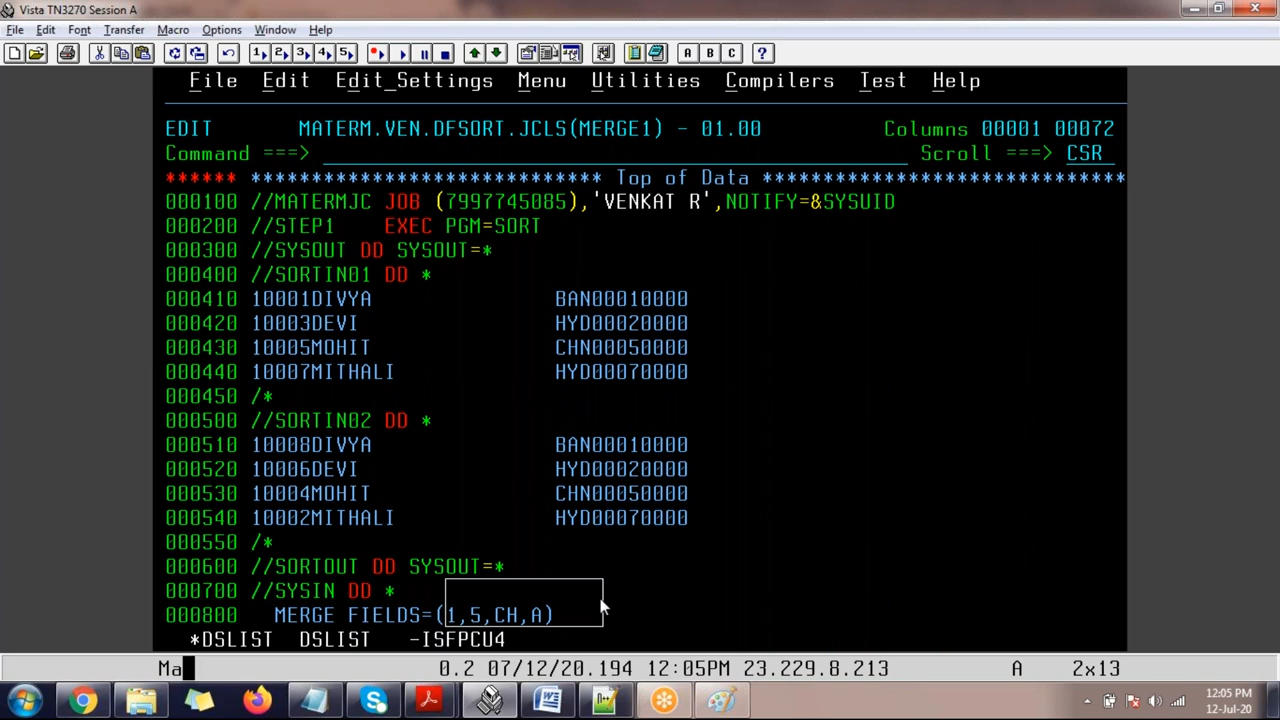 Vista TN3270 Session A
File Edit Font Transfer Macro Options Window Help
1 2 3 4 5 A B C ?
File Edit Edit_Settings Menu Utilities Compilers Test Help
EDIT MATERM.VEN.DFSORT.JCLS(MERGE1) - 01.00 Columns 00001 00072
Command ===> Scroll ===> CSR
****** **************************** Top of Data ****************************
000100 //MATERMJC JOB (7997745085),'VENKAT R',NOTIFY=&SYSUID
000200 //STEP1 EXEC PGM=SORT
000300 //SYSOUT DD SYSOUT=*
000400 //SORTIN01 DD *
000410 10001DIVYA BAN00010000
000420 10003DEVI HYD00020000
000430 10005MOHIT CHN00050000
000440 10007MITHALI HYD00070000
000450 /*
000500 //SORTIN02 DD *
000510 10008DIVYA BAN00010000
000520 10006DEVI HYD00020000
000530 10004MOHIT CHN00050000
000540 10002MITHALI HYD00070000
000550 /*
000600 //SORTOUT DD SYSOUT=*
000700 //SYSIN DD *
000800 MERGE FIELDS=(1,5,CH,A)
*DSLIST DSLIST -ISFPCU4
Ma 0.2 07/12/20.194 12:05PM 23.229.8.213 A 2x13
12:05 PM
12-Jul-20